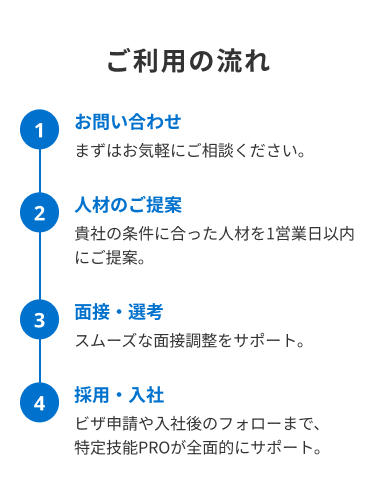 ご利用の流れ
1
お問い合わせ
まずはお気軽にご相談ください。
2
人材のご提案
貴社の条件に合った人材を1営業日以内
にご提案。
3
面接・選考
スムーズな面接調整をサポート。
4
採用・入社
ビザ申請や入社後のフォローまで、
特定技能PROが全面的にサポート。